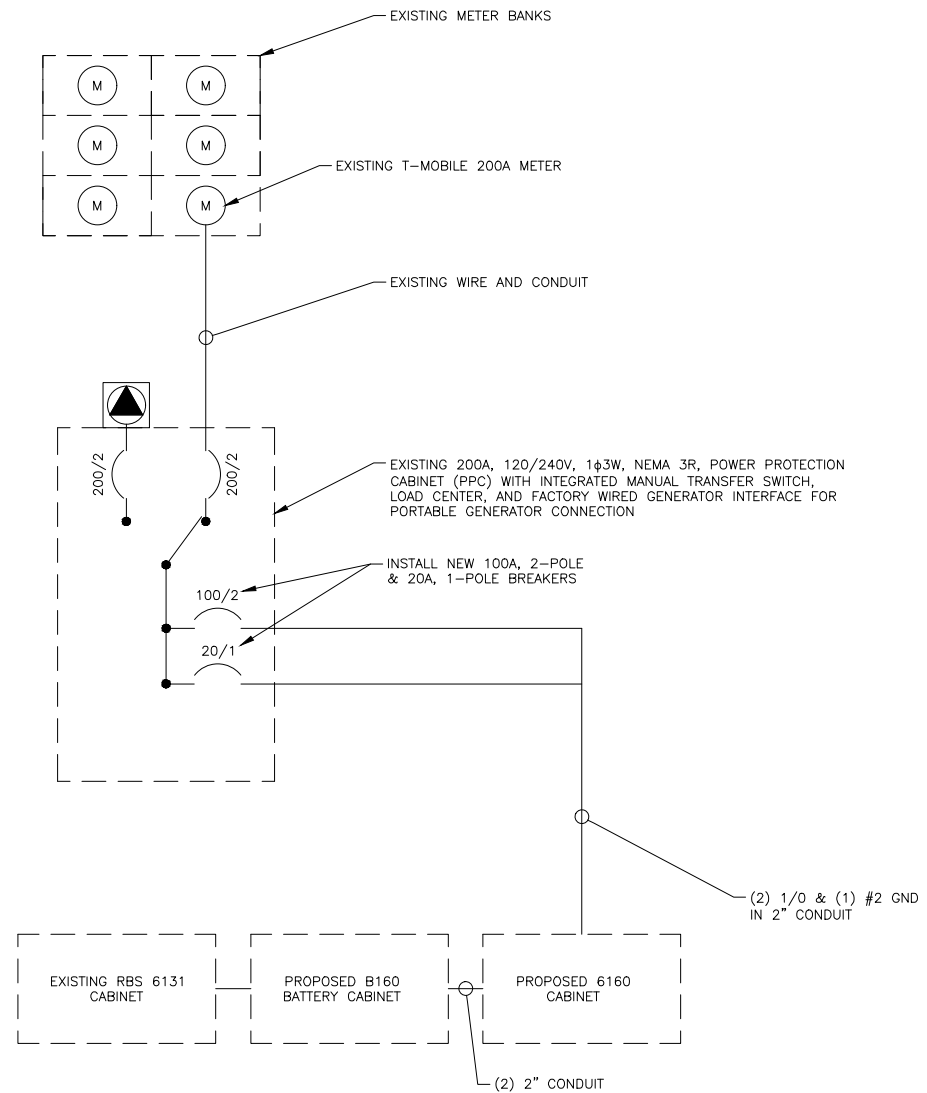 EXISTING METER BANKS
M M
M M
EXISTING T-MOBILE 200A METER
M M
EXISTING WIRE AND CONDUIT
200/2 200/2
EXISTING 200A, 120/240V, 1ϕ3W, NEMA 3R, POWER PROTECTION
CABINET (PPC) WITH INTEGRATED MANUAL TRANSFER SWITCH,
LOAD CENTER, AND FACTORY WIRED GENERATOR INTERFACE FOR
PORTABLE GENERATOR CONNECTION
INSTALL NEW 100A, 2-POLE
& 20A, 1-POLE BREAKERS
100/2
20/1
(2) 1/0 & (1) #2 GND
IN 2" CONDUIT
EXISTING RBS 6131
CABINET
PROPOSED B160
BATTERY CABINET
PROPOSED 6160
CABINET
(2) 2" CONDUIT